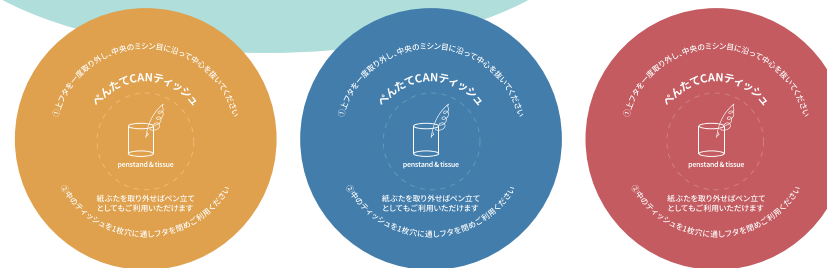 ①上フタを一度取り外し、中央のミシン目に沿って中心を抜いてください
ぺんたてCANティッシュ
penstand & tissue
紙ぶたを取り外せばペン立て
としてもご利用いただけます
②中のティッシュを1枚穴に通しフタを閉めご利用ください
①上フタを一度取り外し、中央のミシン目に沿って中心を抜いてください
ぺんたてCANティッシュ
penstand & tissue
紙ぶたを取り外せばペン立て
としてもご利用いただけます
②中のティッシュを1枚穴に通しフタを閉めご利用ください
①上フタを一度取り外し、中央のミシン目に沿って中心を抜いてください
ぺんたてCANティッシュ
penstand & tissue
紙ぶたを取り外せばペン立て
としてもご利用いただけます
②中のティッシュを1枚穴に通しフタを閉めご利用ください